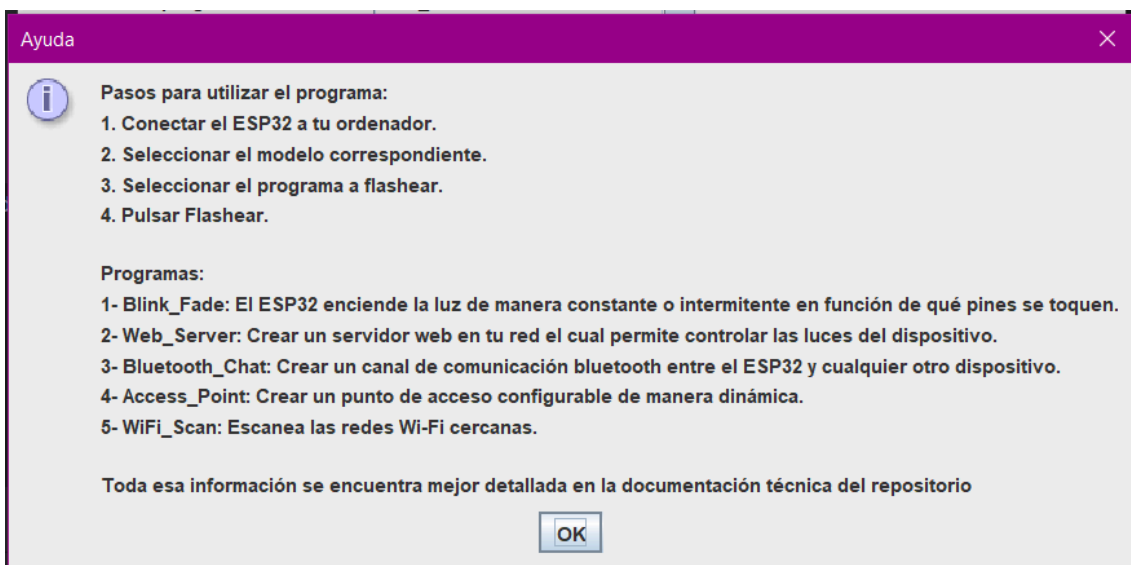 Ayuda
Pasos para utilizar el programa:
1. Conectar el ESP32 a tu ordenador.
2. Seleccionar el modelo correspondiente.
3. Seleccionar el programa a flashear.
4. Pulsar Flashear.
Programas:
1- Blink_Fade: El ESP32 enciende la luz de manera constante o intermitente en función de qué pines se toquen.
2- Web_Server: Crear un servidor web en tu red el cual permite controlar las luces del dispositivo.
3- Bluetooth_Chat: Crear un canal de comunicación bluetooth entre el ESP32 y cualquier otro dispositivo.
4- Access_Point: Crear un punto de acceso configurable de manera dinámica.
5- WiFi_Scan: Escanea las redes Wi-Fi cercanas.
Toda esa información se encuentra mejor detallada en la documentación técnica del repositorio
OK